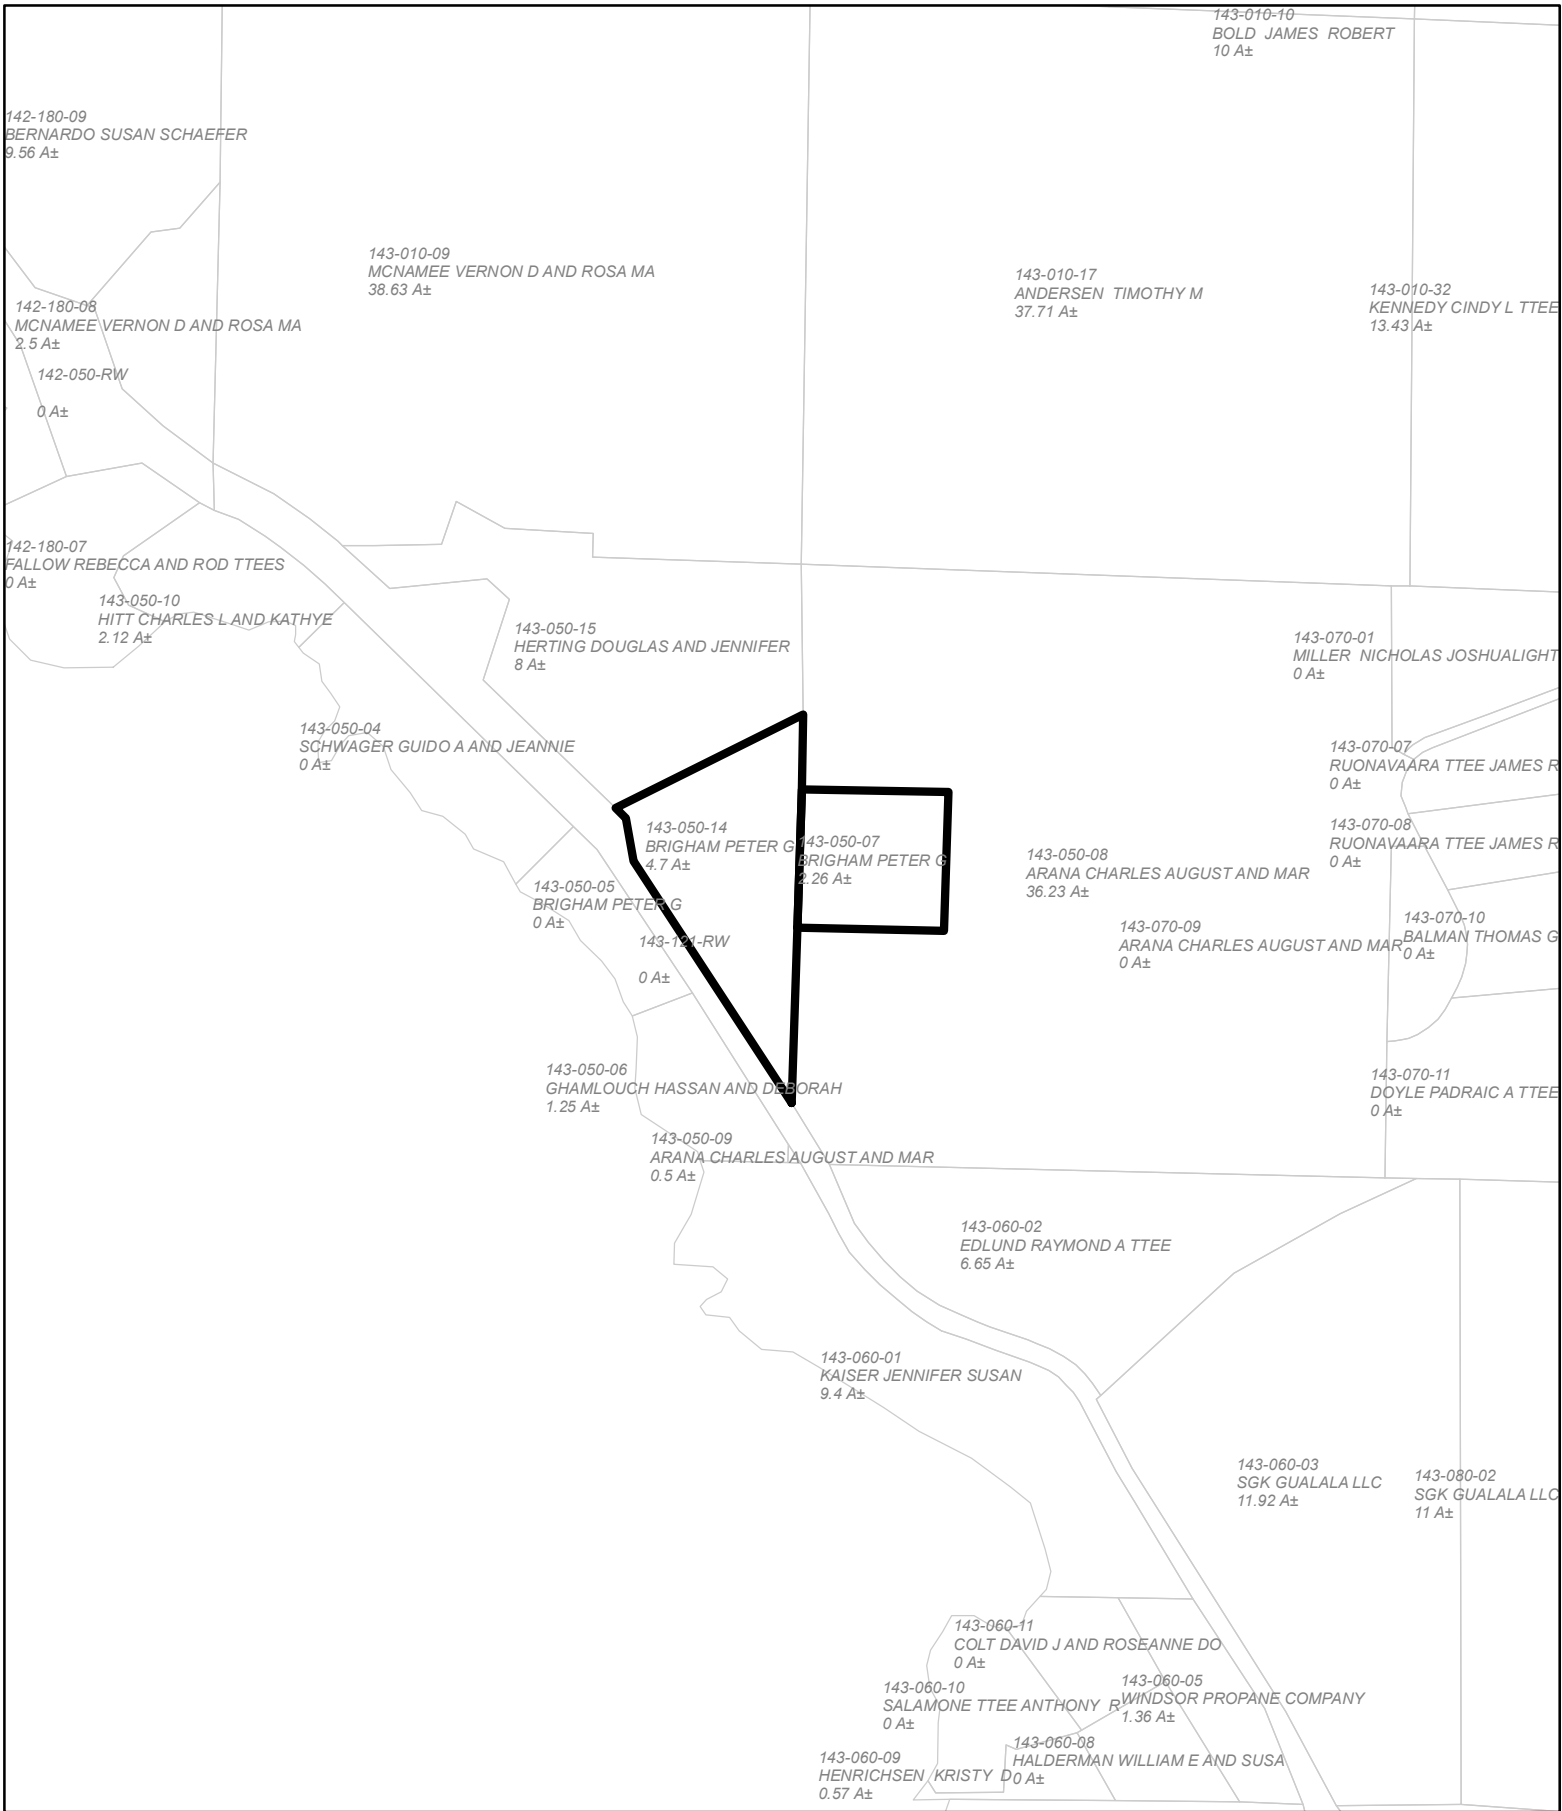 143-010-10
BOLD JAMES ROBERT
10 A±
142-180-09
BERNARDO SUSAN SCHAEFER
9.56 A±
143-010-09
MCNAMEE VERNON D AND ROSA MA
38.63 A±
143-010-17
ANDERSEN TIMOTHY M
37.71 A±
143-010-32
KENNEDY CINDY L TTEE
13.43 A±
142-180-08
MCNAMEE VERNON D AND ROSA MA
2.5 A±
142-050-RW
0 A±
142-180-07
FALLOW REBECCA AND ROD TTEES
0 A±
143-050-10
HITT CHARLES L AND KATHYE
2.12 A±
143-050-15
HERTING DOUGLAS AND JENNIFER
8 A±
143-070-01
MILLER NICHOLAS JOSHUALIGHT
0 A±
143-050-04
SCHWAGER GUIDO A AND JEANNIE
0 A±
143-070-07
RUONAVAARA TTEE JAMES R
0 A±
143-050-14
BRIGHAM PETER G
4.7 A±
143-050-07
BRIGHAM PETER G
2.26 A±
143-070-08
RUONAVAARA TTEE JAMES R
0 A±
143-050-08
ARANA CHARLES AUGUST AND MAR
36.23 A±
143-050-05
BRIGHAM PETER G
0 A±
143-070-09
ARANA CHARLES AUGUST AND MAR
0 A±
143-070-10
BALMAN THOMAS G
0 A±
143-121-RW
0 A±
143-050-06
GHAMLOUCH HASSAN AND DEBORAH
1.25 A±
143-070-11
DOYLE PADRAIC A TTEE
0 A±
143-050-09
ARANA CHARLES AUGUST AND MAR
0.5 A±
143-060-02
EDLUND RAYMOND A TTEE
6.65 A±
143-060-01
KAISER JENNIFER SUSAN
9.4 A±
143-060-03
SGK GUALALA LLC
11.92 A±
143-080-02
SGK GUALALA LLC
11 A±
143-060-11
COLT DAVID J AND ROSEANNE DO
0 A±
143-060-10
SALAMONE TTEE ANTHONY R
0 A±
143-060-05
WINDSOR PROPANE COMPANY
1.36 A±
143-060-08
HALDERMAN WILLIAM E AND SUSA
0 A±
143-060-09
HENRICHSEN KRISTY D
0.57 A±